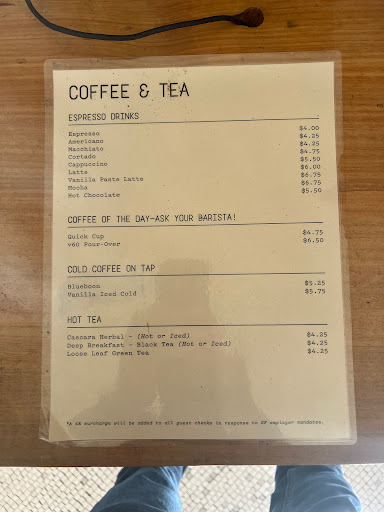 COFFEE & TEA
ESPRESSO DRINKS
Espresso $4.00
Americano $4.25
Macchiato $4.25
Cortado $4.75
Cappuccino $5.50
Latte $6.00
Vanilla Paste Latte $6.75
Mocha $6.75
Hot Chocolate $5.50
COFFEE OF THE DAY-ASK YOUR BARISTA!
Quick Cup $4.75
v60 Pour-Over $6.50
COLD COFFEE ON TAP
Blueboon $5.25
Vanilla Iced Cold $5.75
HOT TEA
Cascara Herbal - (Hot or Iced) $4.25
Deep Breakfast - Black Tea (Hot or Iced) $4.25
Loose Leaf Green Tea $4.25
surcharge will be added to all guest checks in response to SF employer mandates.